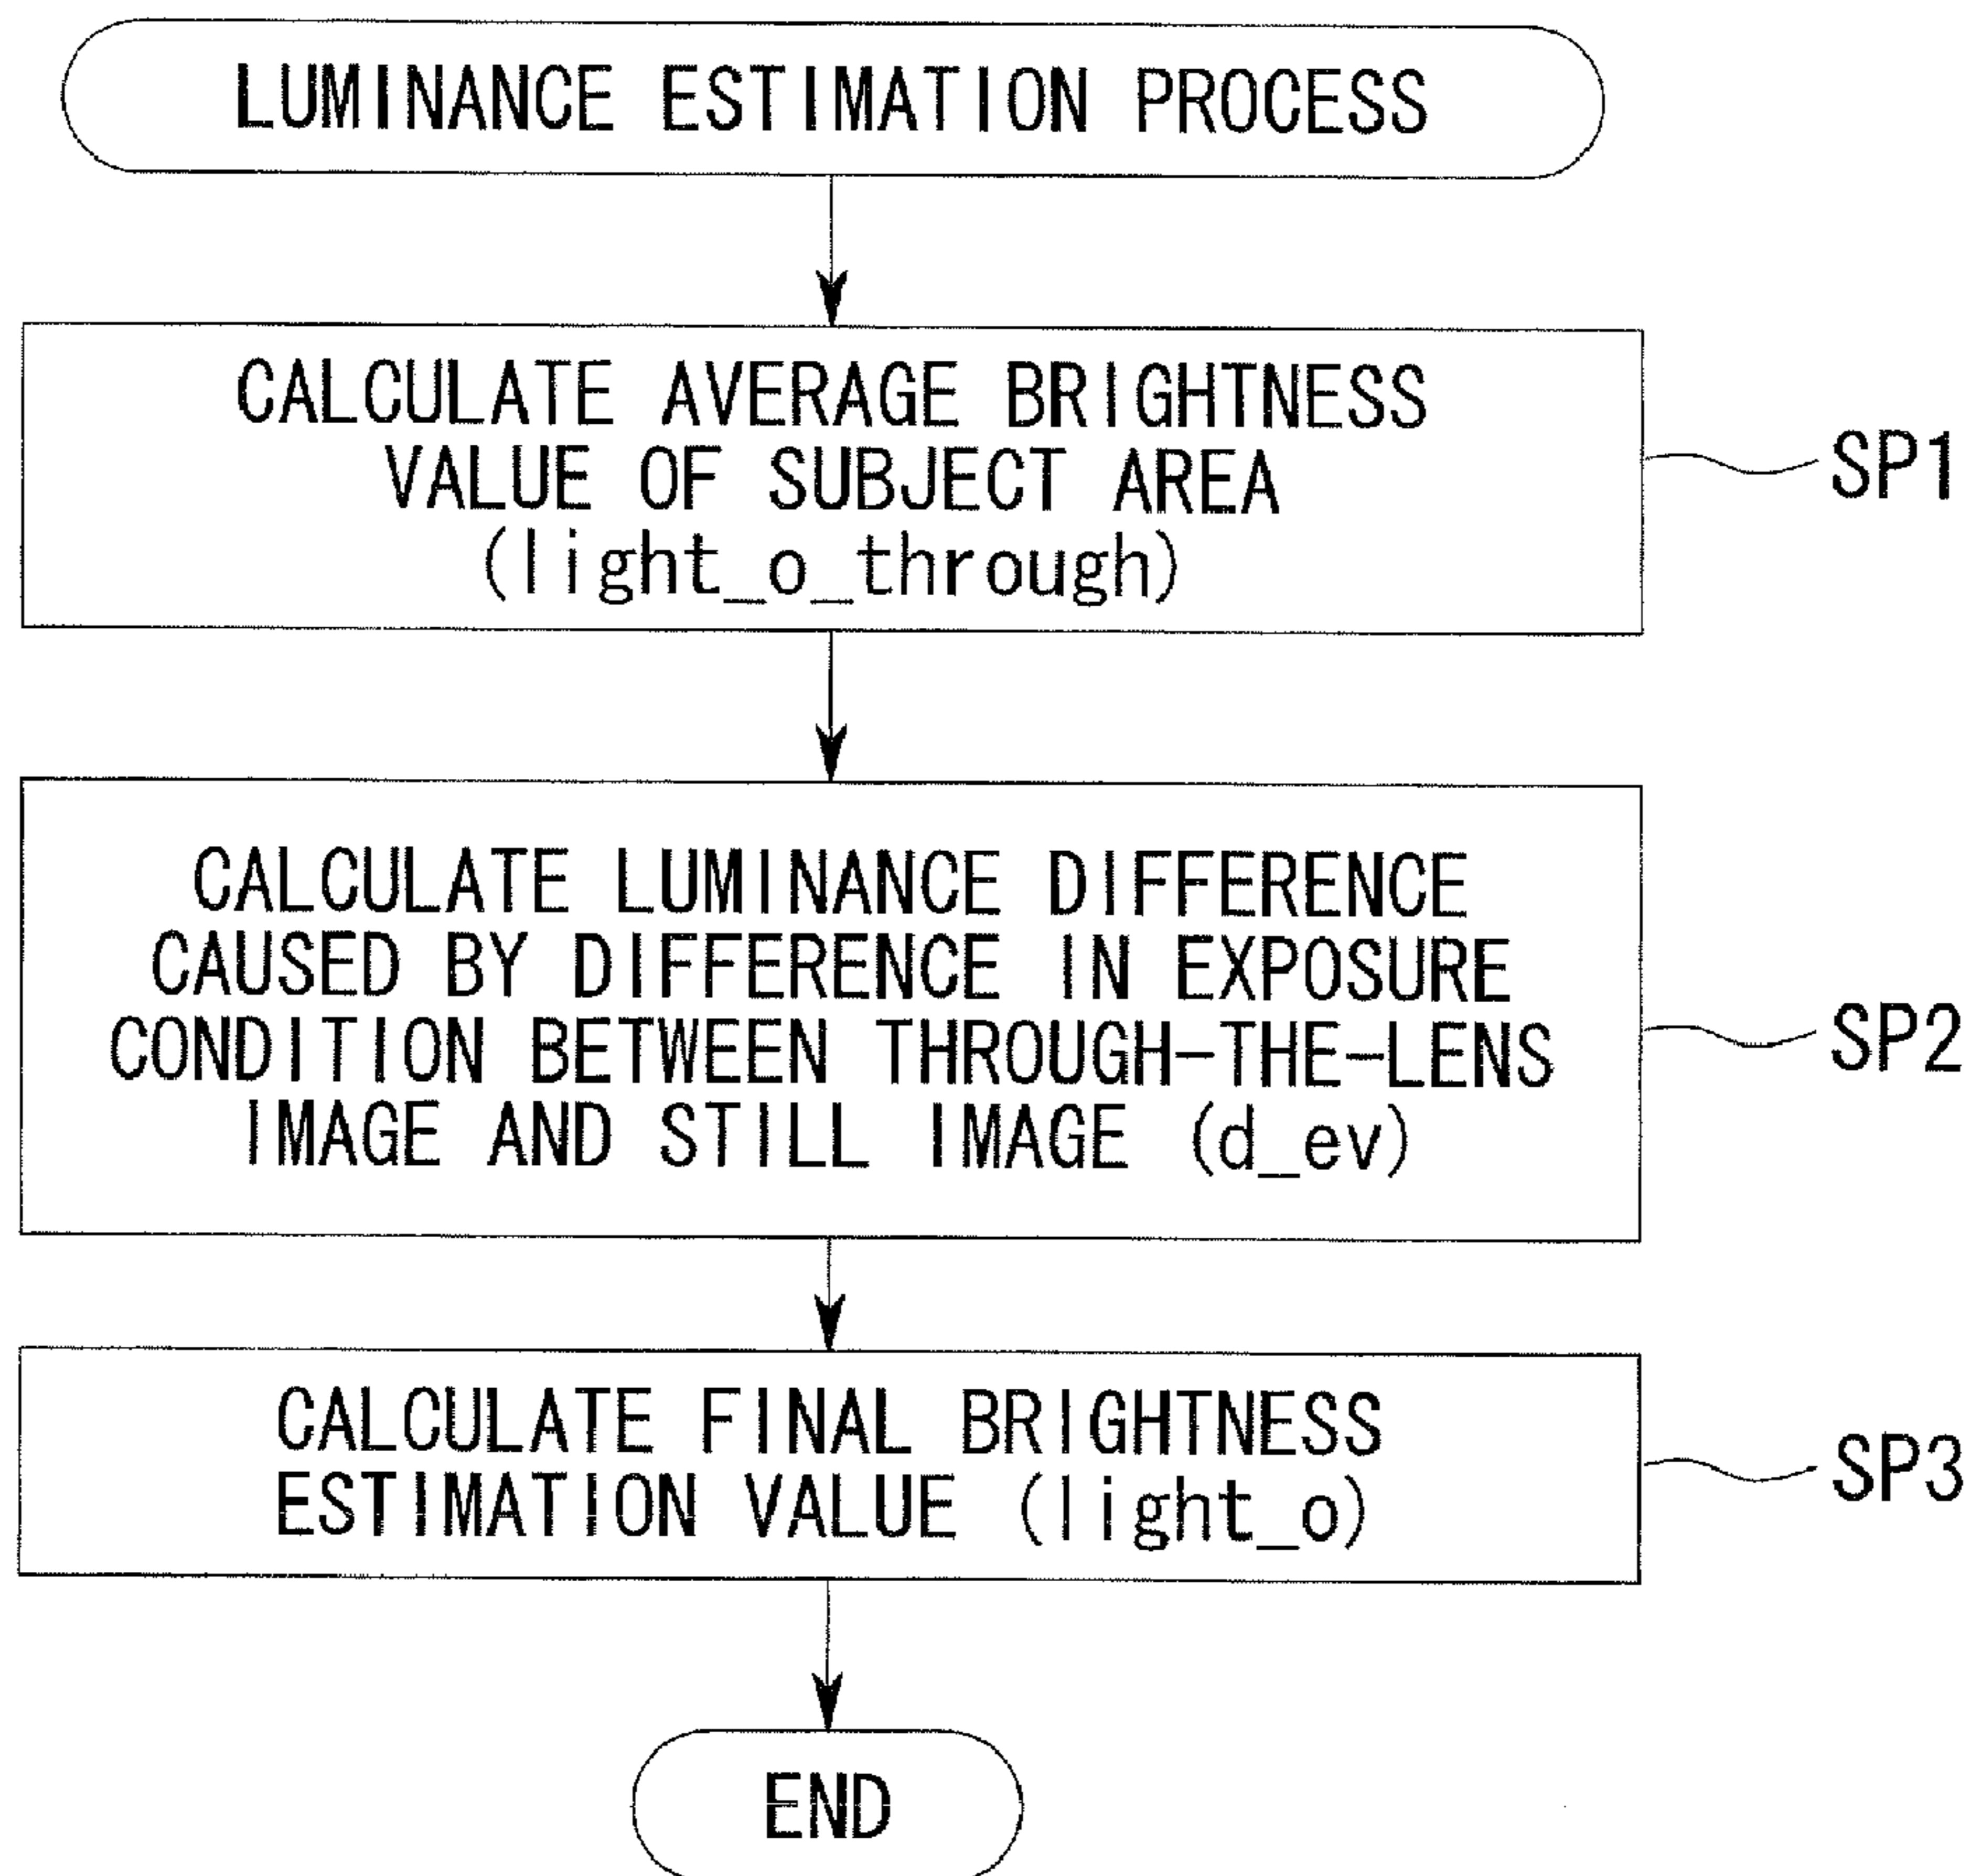 LUMINANCE ESTIMATION PROCESS
CALCULATE AVERAGE BRIGHTNESS
VALUE OF SUBJECT AREA
(light_o_through)
SP1
CALCULATE LUMINANCE DIFFERENCE
CAUSED BY DIFFERENCE IN EXPOSURE
CONDITION BETWEEN THROUGH-THE-LENS
IMAGE AND STILL IMAGE (d_ev)
SP2
CALCULATE FINAL BRIGHTNESS
ESTIMATION VALUE (light_o)
SP3
END